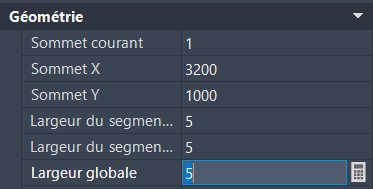 Géométrie
Sommet courant 1
Sommet X 3200
Sommet Y 1000
Largeur du segmen... 5
Largeur du segmen... 5
Largeur globale 5